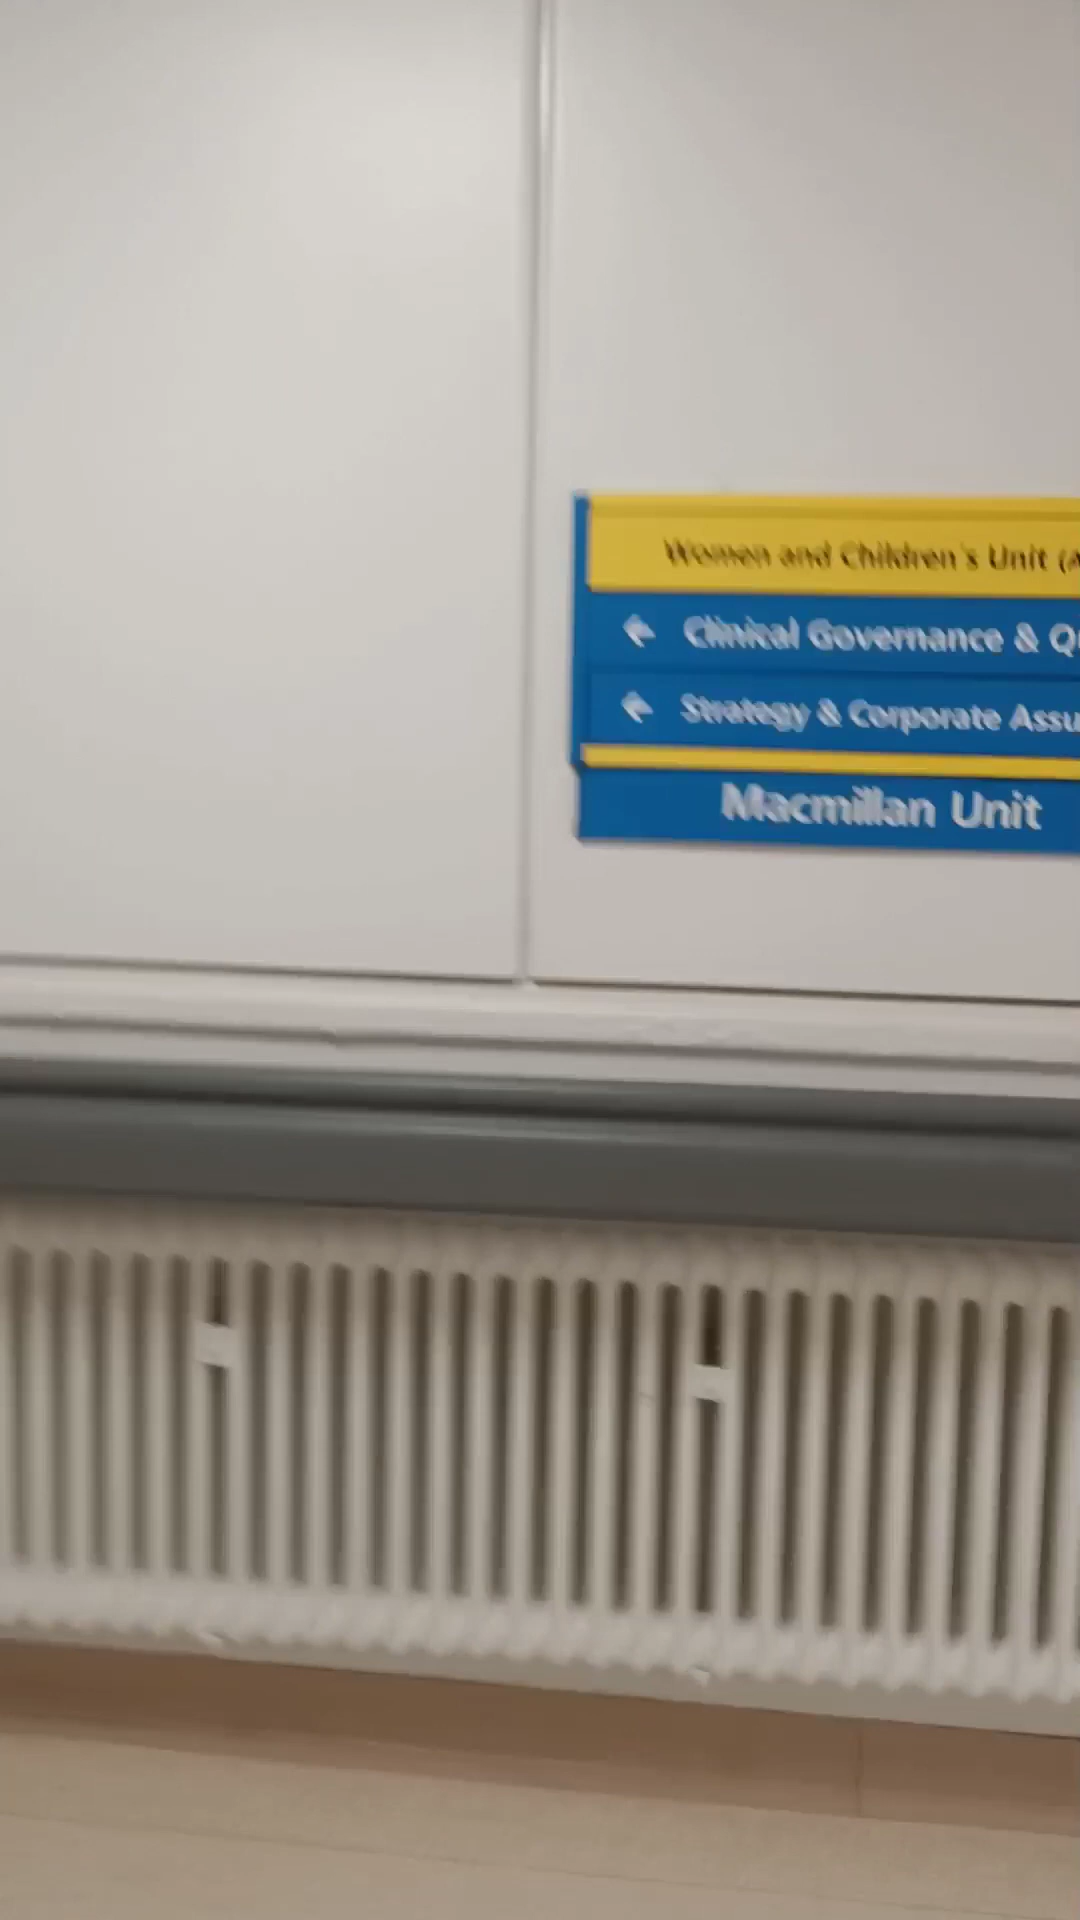 Women and Children's Unit
← Clinical Governance &
← Strategy & Corporate
Macmillan Unit